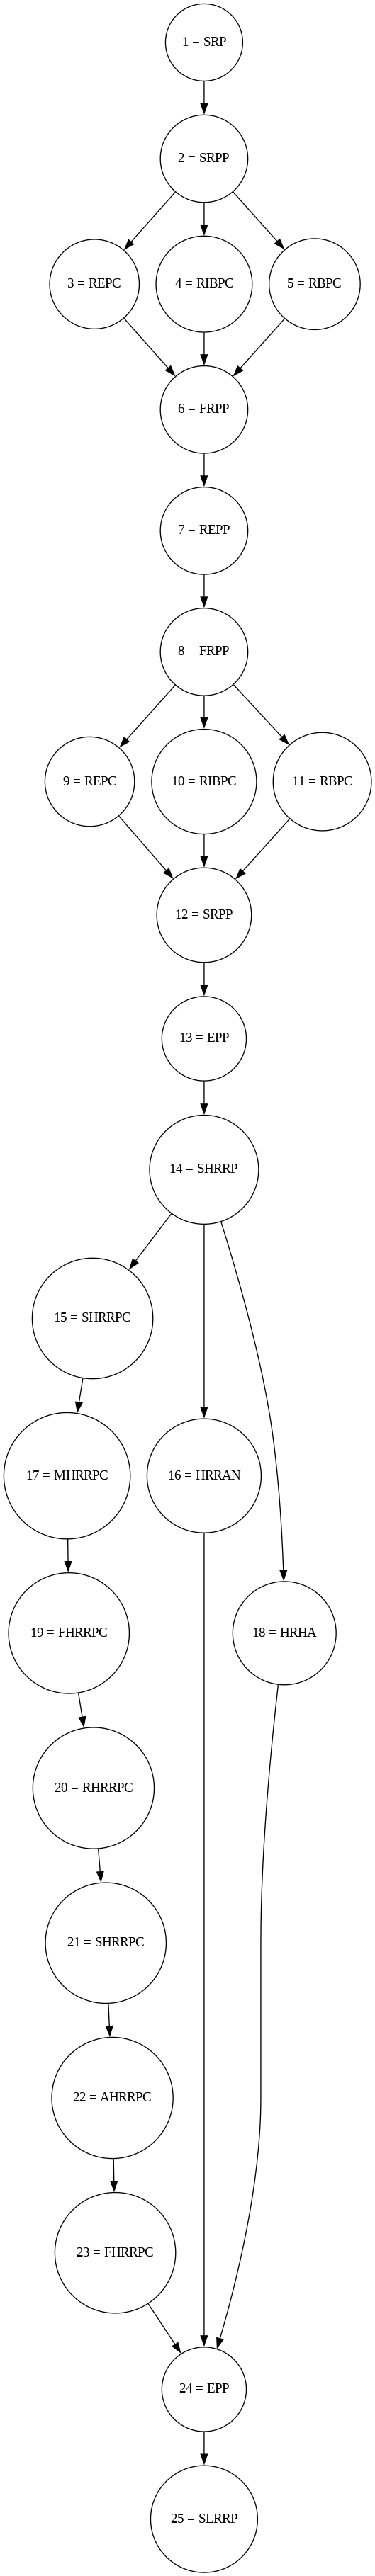 1 = SRP
2 = SRPP
3 = REPC
4 = RIBPC
5 = RBPC
6 = FRPP
7 = REPP
8 = FRPP
9 = REPC
10 = RIBPC
11 = RBPC
12 = SRPP
13 = EPP
14 = SHRRP
15 = SHRRPC
17 = MHRRPC
16 = HRRAN
19 = FHRRPC
18 = HRHA
20 = RHRRPC
21 = SHRRPC
22 = AHRRPC
23 = FHRRPC
24 = EPP
25 = SLRRP